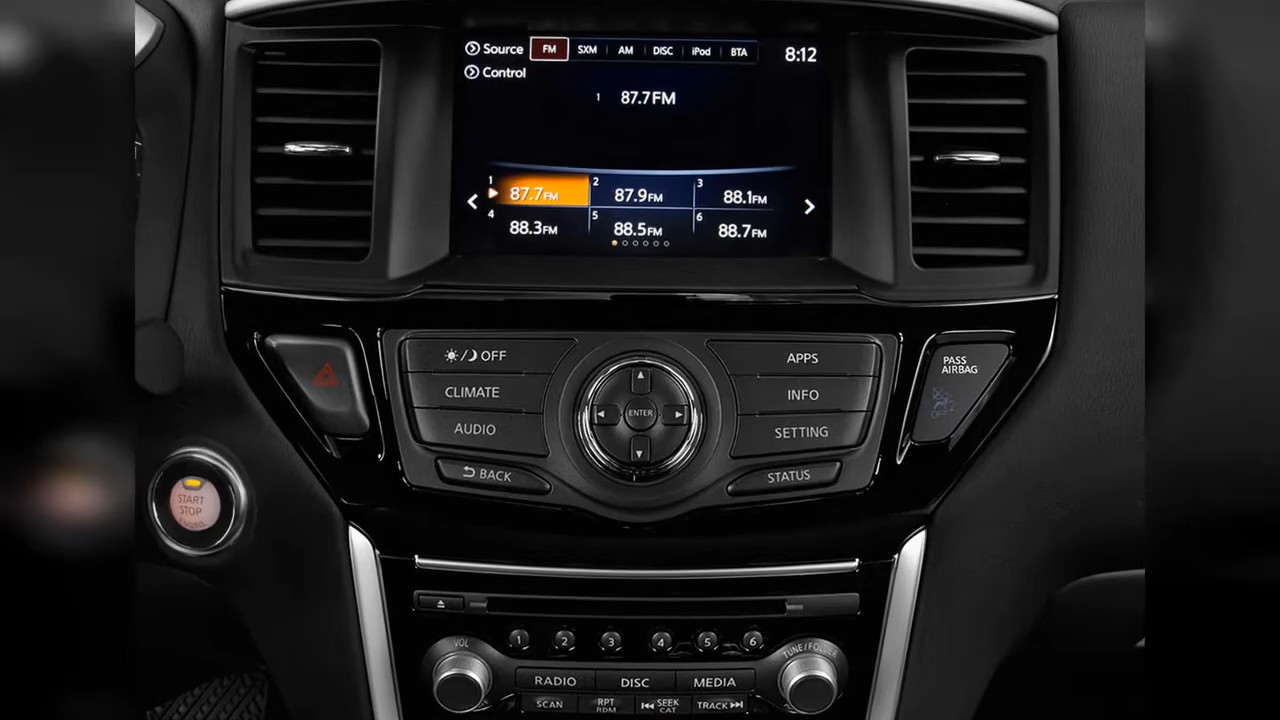 Source FM SXM AM DISC iPod BTA 8:12
Control
1 87.7FM
1 87.7FM 2 87.9FM 3 88.1FM
4 88.3FM 5 88.5FM 6 88.7FM
OFF
CLIMATE
AUDIO
BACK
ENTER
APPS
INFO
SETTING
STATUS
PASS
AIRBAG
START
STOP
ENGINE
VOL 1 2 3 4 5 6 TUNE/FOLDER
RADIO DISC MEDIA
SCAN RPT SEEK TRACK
RDM CAT